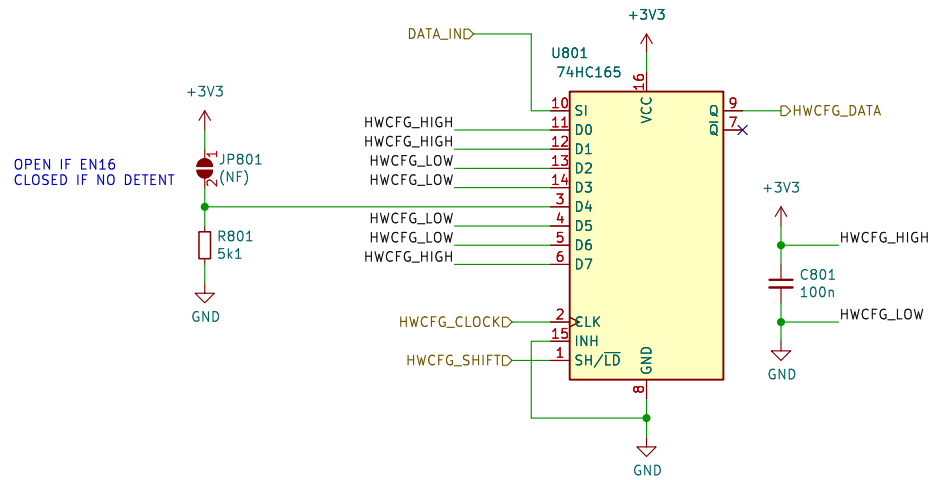 +3V3
DATA_IN
U801
74HC165
16
VCC
10 SI
9
Q
HWCFG_DATA
+3V3
HWCFG_HIGH
11 D0
7
Q
HWCFG_HIGH
12 D1
OPEN IF EN16
CLOSED IF NO DETENT
1
JP801
(NF)
2
HWCFG_LOW
13 D2
HWCFG_LOW
14 D3
+3V3
3 D4
HWCFG_LOW
4 D5
R801
5k1
HWCFG_LOW
5 D6
HWCFG_HIGH
HWCFG_HIGH
6 D7
C801
100n
GND
HWCFG_CLOCK
2 CLK
HWCFG_LOW
15 INH
HWCFG_SHIFT
1 SH/LD
GND
8
GND
GND